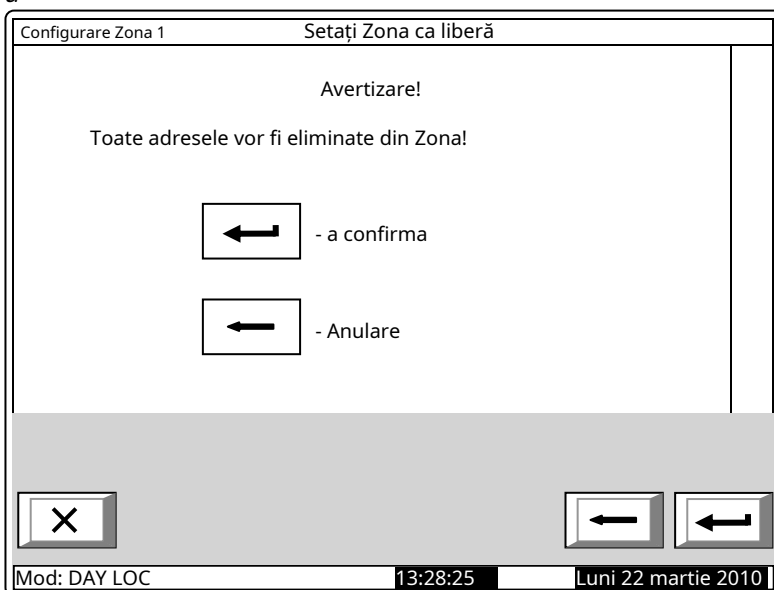 Configurare Zona 1 Setați Zona ca liberă
Avertizare!
Toate adresele vor fi eliminate din Zona!
- a confirma
- Anulare
Mod: DAY LOC 13:28:25 Luni 22 martie 2010